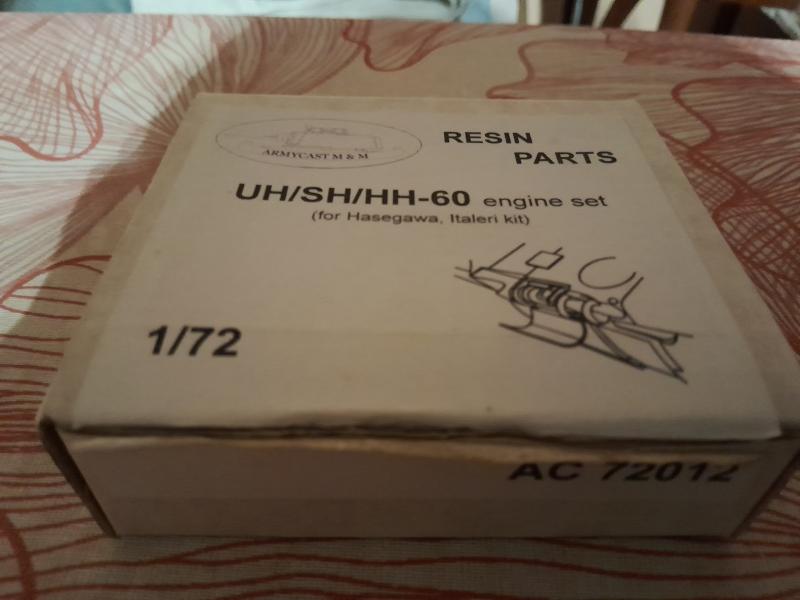 ARMYCAST M & M
RESIN
PARTS
UH/SH/HH-60 engine set
(for Hasegawa, Italeri kit)
1/72
AC 72012